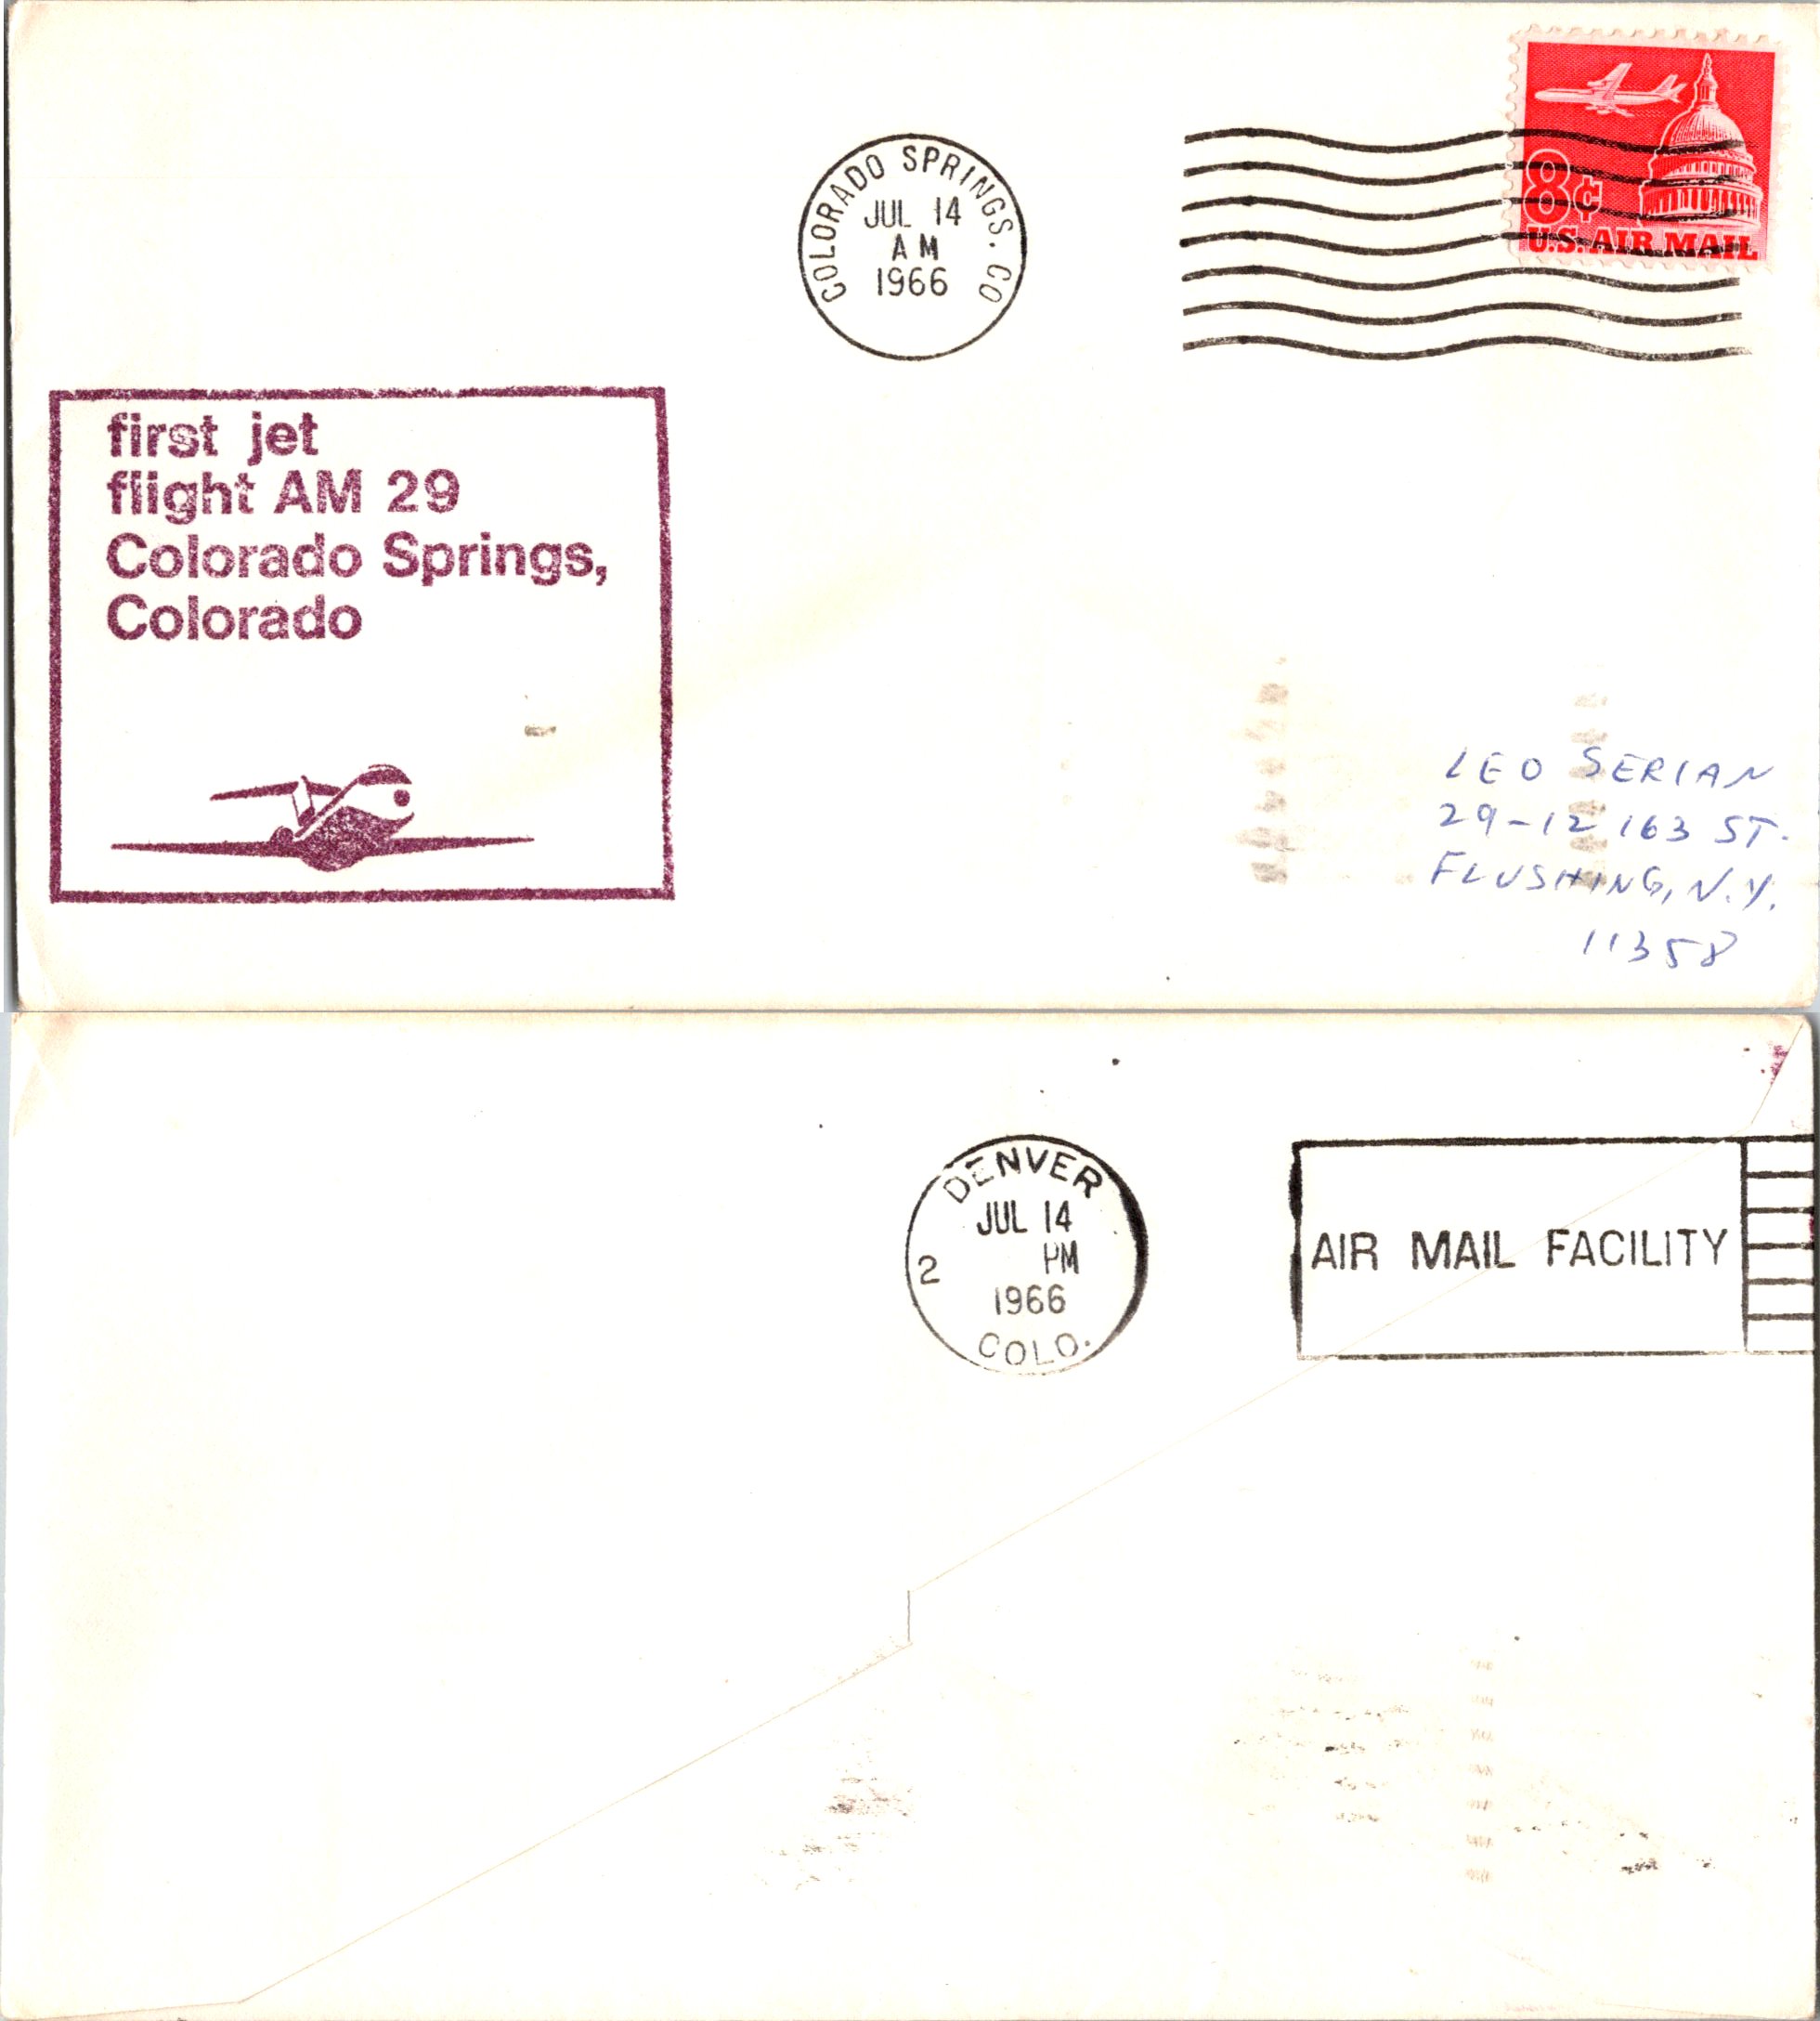 8¢
U.S. AIR MAIL
COLORADO SPRINGS. CO
JUL 14
AM
1966
first jet
flight AM 29
Colorado Springs,
Colorado
LEO SERIAN
29-12 163 ST.
FLUSHING, N.Y.
11358
DENVER
JUL 14
2 PM
1966
COLO.
AIR MAIL FACILITY